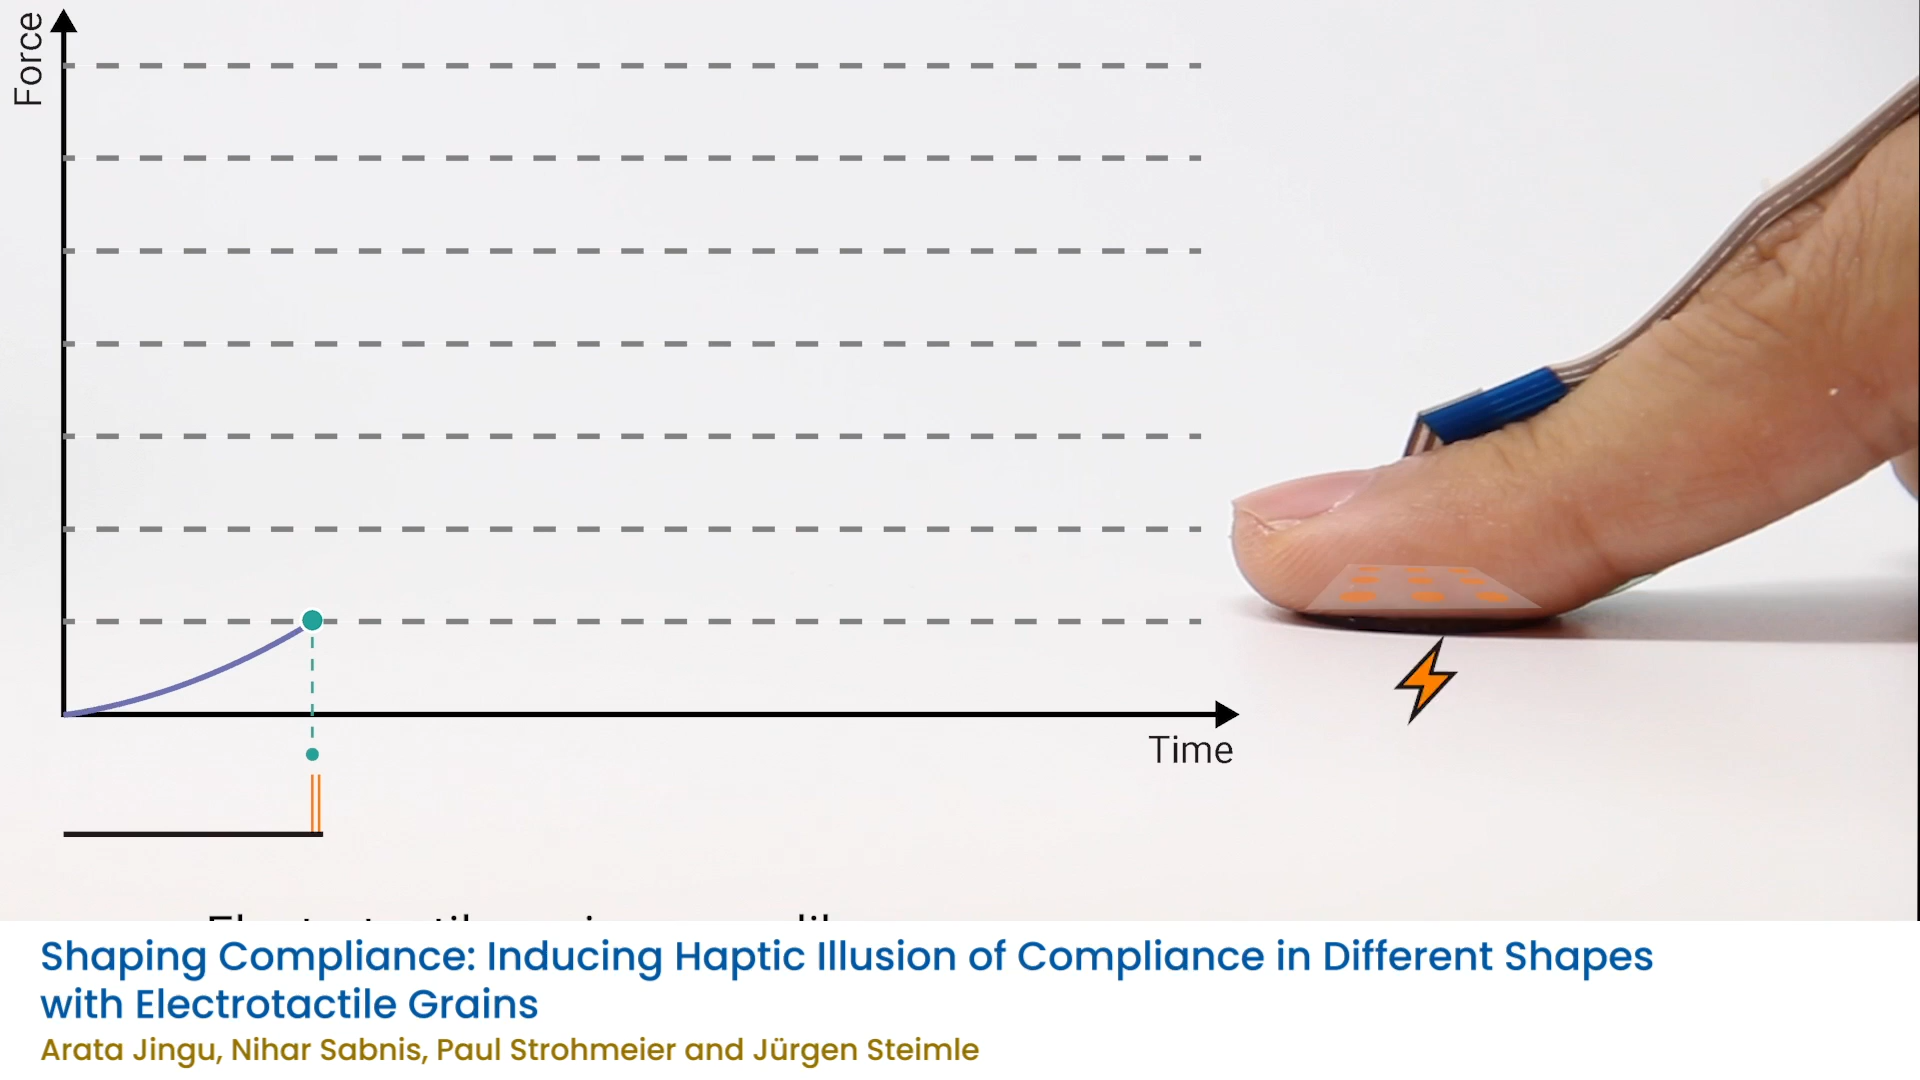 Force
Time
Shaping Compliance: Inducing Haptic Illusion of Compliance in Different Shapes
with Electrotactile Grains
Arata Jingu, Nihar Sabnis, Paul Strohmeier and Jürgen Steimle